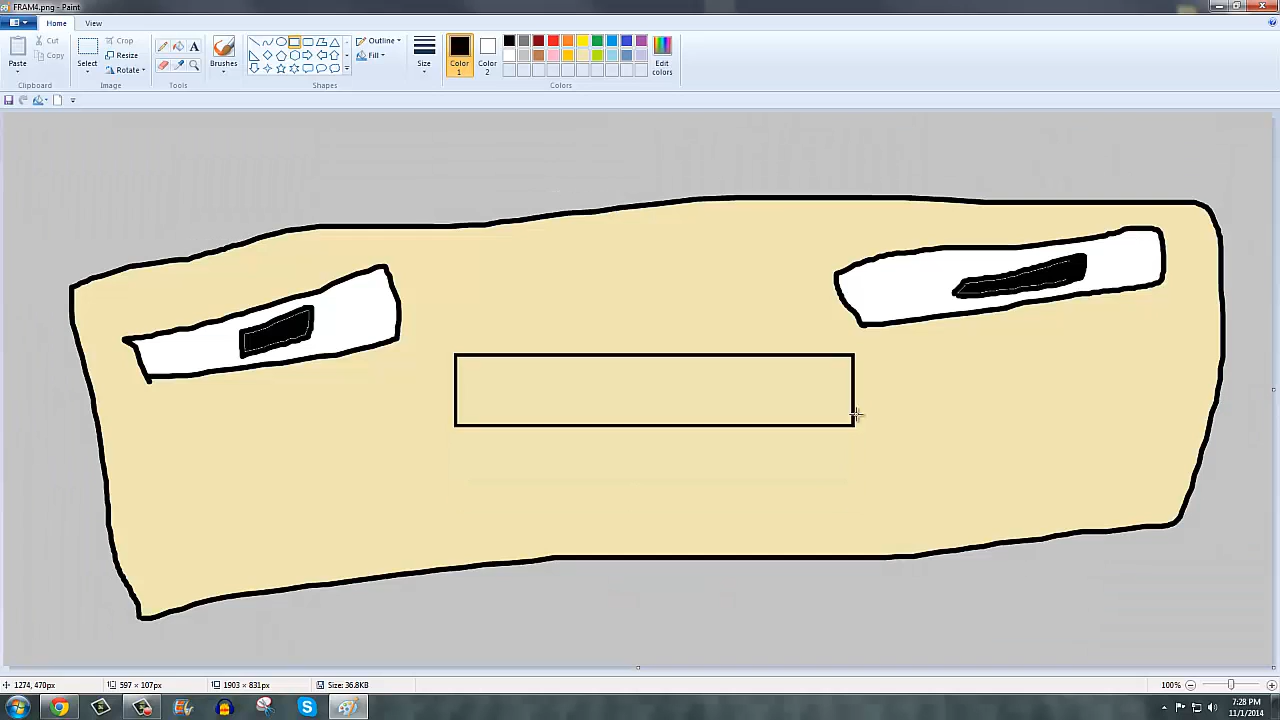 FRAM4.png - Paint
Home View
Paste
Cut
Copy
Clipboard
Select
Crop
Resize
Rotate
Image
A
Tools
Brushes
Outline
Fill
Shapes
Size
Color 1
Color 2
Edit colors
Colors
1274, 470px 597 × 107px 1903 × 831px Size: 36.8KB 100%
7:28 PM
11/1/2014